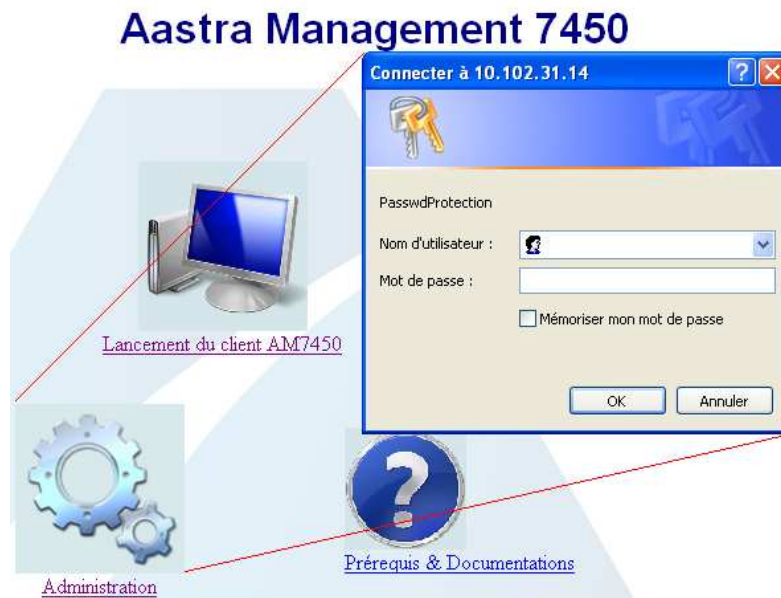 Aastra Management 7450
Connecter à 10.102.31.14
PasswdProtection
Nom d'utilisateur :
Mot de passe :
Mémoriser mon mot de passe
OK
Annuler
Lancement du client AM7450
Administration
Prérequis & Documentations